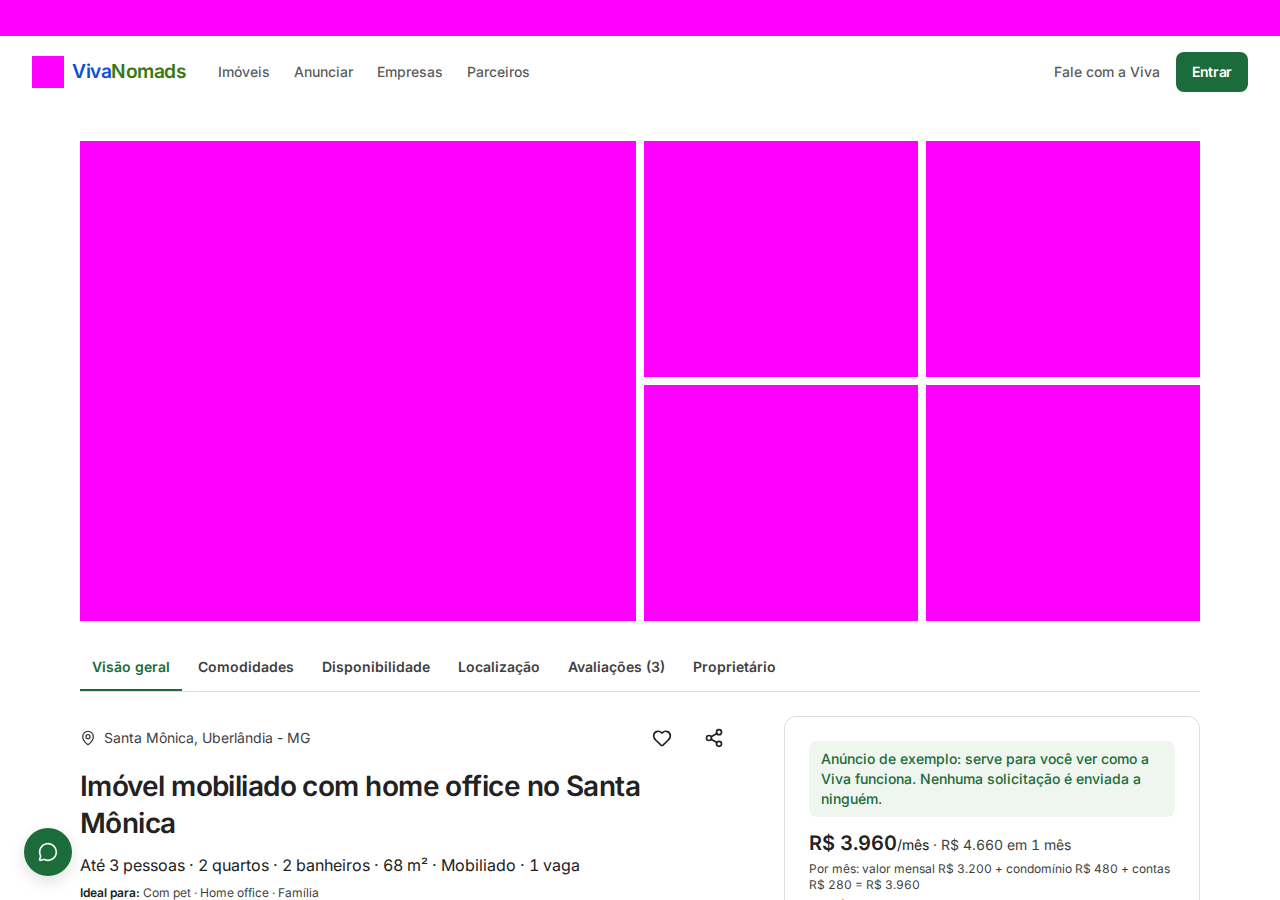 VivaNomads
Imóveis
Anunciar
Empresas
Parceiros
Fale com a Viva
Entrar
Visão geral
Comodidades
Disponibilidade
Localização
Avaliações (3)
Proprietário
Santa Mônica, Uberlândia - MG
Imóvel mobiliado com home office no Santa
Mônica
Até 3 pessoas · 2 quartos · 2 banheiros · 68 m² · Mobiliado · 1 vaga
Ideal para: Com pet · Home office · Família
Anúncio de exemplo: serve para você ver como a
Viva funciona. Nenhuma solicitação é enviada a
ninguém.
R$ 3.960/mês · R$ 4.660 em 1 mês
Por mês: valor mensal R$ 3.200 + condomínio R$ 480 + contas
R$ 280 = R$ 3.960